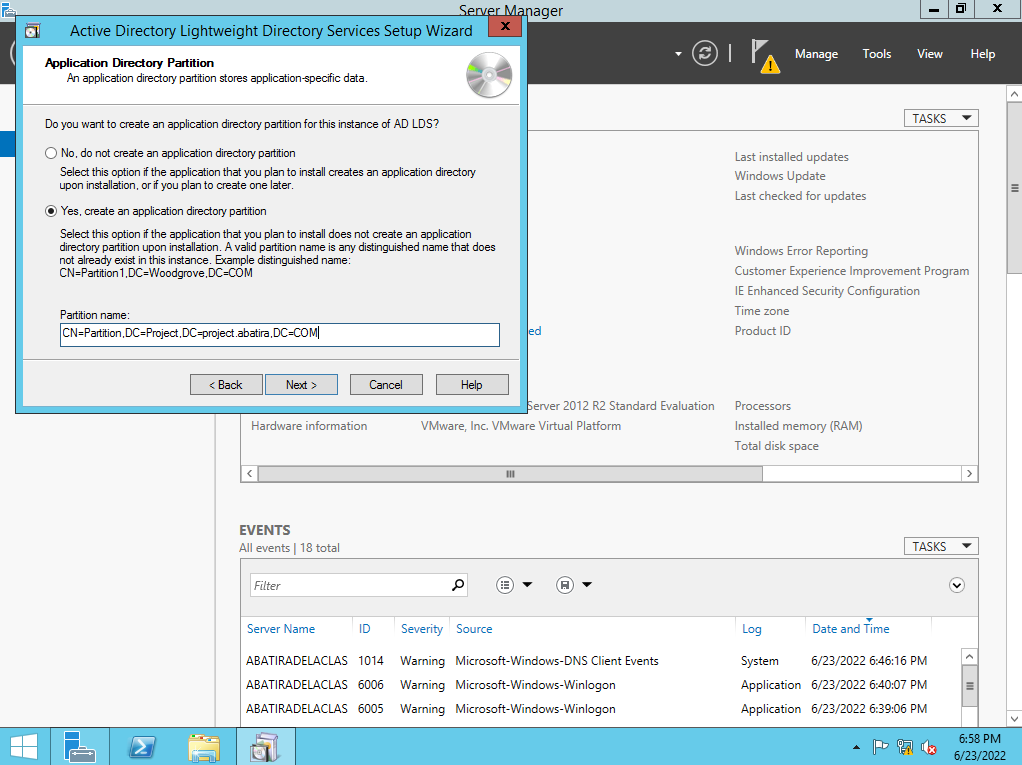 Server Manager
Active Directory Lightweight Directory Services Setup Wizard
Application Directory Partition
An application directory partition stores application-specific data.
Manage
Tools
View
Help
Do you want to create an application directory partition for this instance of AD LDS?
No, do not create an application directory partition
Select this option if the application that you plan to install creates an application directory
upon installation, or if you plan to create one later.
Yes, create an application directory partition
Select this option if the application that you plan to install does not create an application
directory partition upon installation. A valid partition name is any distinguished name that does
not already exist in this instance. Example distinguished name:
CN=Partition1,DC=Woodgrove,DC=COM
Partition name:
CN=Partition,DC=Project,DC=project.abatira,DC=COM
< Back
Next >
Cancel
Help
TASKS
Last installed updates
Windows Update
Last checked for updates
Windows Error Reporting
Customer Experience Improvement Program
IE Enhanced Security Configuration
Time zone
ed Product ID
Server 2012 R2 Standard Evaluation Processors
Hardware information VMware, Inc. VMware Virtual Platform Installed memory (RAM)
Total disk space
EVENTS
All events | 18 total
TASKS
Filter
Server Name ID Severity Source Log Date and Time
ABATIRADELACLAS 1014 Warning Microsoft-Windows-DNS Client Events System 6/23/2022 6:46:16 PM
ABATIRADELACLAS 6006 Warning Microsoft-Windows-Winlogon Application 6/23/2022 6:40:07 PM
ABATIRADELACLAS 6005 Warning Microsoft-Windows-Winlogon Application 6/23/2022 6:39:06 PM
6:58 PM
6/23/2022